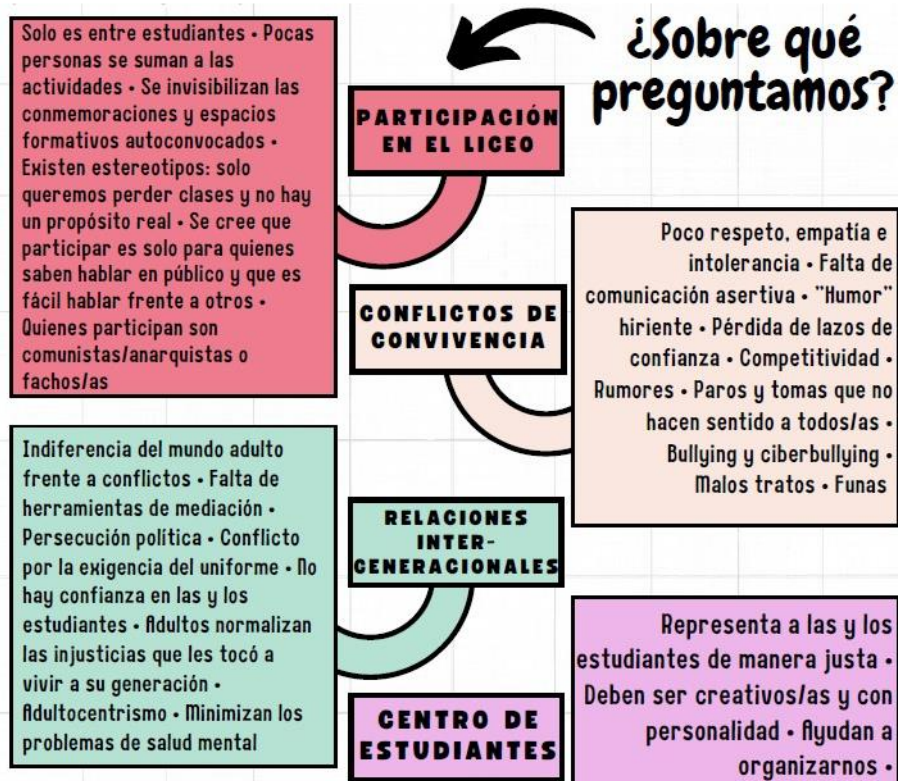 ¿Sobre qué
preguntamos?
PARTICIPACIÓN
EN EL LICEO
Solo es entre estudiantes • Pocas
personas se suman a las
actividades • Se invisibilizan las
conmemoraciones y espacios
formativos autoconvocados •
Existen estereotipos: solo
queremos perder clases y no hay
un propósito real • Se cree que
participar es solo para quienes
saben hablar en público y que es
fácil hablar frente a otros •
Quienes participan son
comunistas/anarquistas o
fachos/as
CONFLICTOS DE
CONVIVENCIA
Poco respeto, empatía e
intolerancia • Falta de
comunicación asertiva • "Humor"
hiriente • Pérdida de lazos de
confianza • Competitividad •
Rumores • Paros y tomas que no
hacen sentido a todos/as •
Bullying y ciberbullying •
Malos tratos • Funas
RELACIONES
INTER-
GENERACIONALES
Indiferencia del mundo adulto
frente a conflictos • Falta de
herramientas de mediación •
Persecución política • Conflicto
por la exigencia del uniforme • No
hay confianza en las y los
estudiantes • Adultos normalizan
las injusticias que les tocó a
vivir a su generación •
Adultocentrismo • Minimizan los
problemas de salud mental
CENTRO DE
ESTUDIANTES
Representa a las y los
estudiantes de manera justa •
Deben ser creativos/as y con
personalidad • Ayudan a
organizarnos •